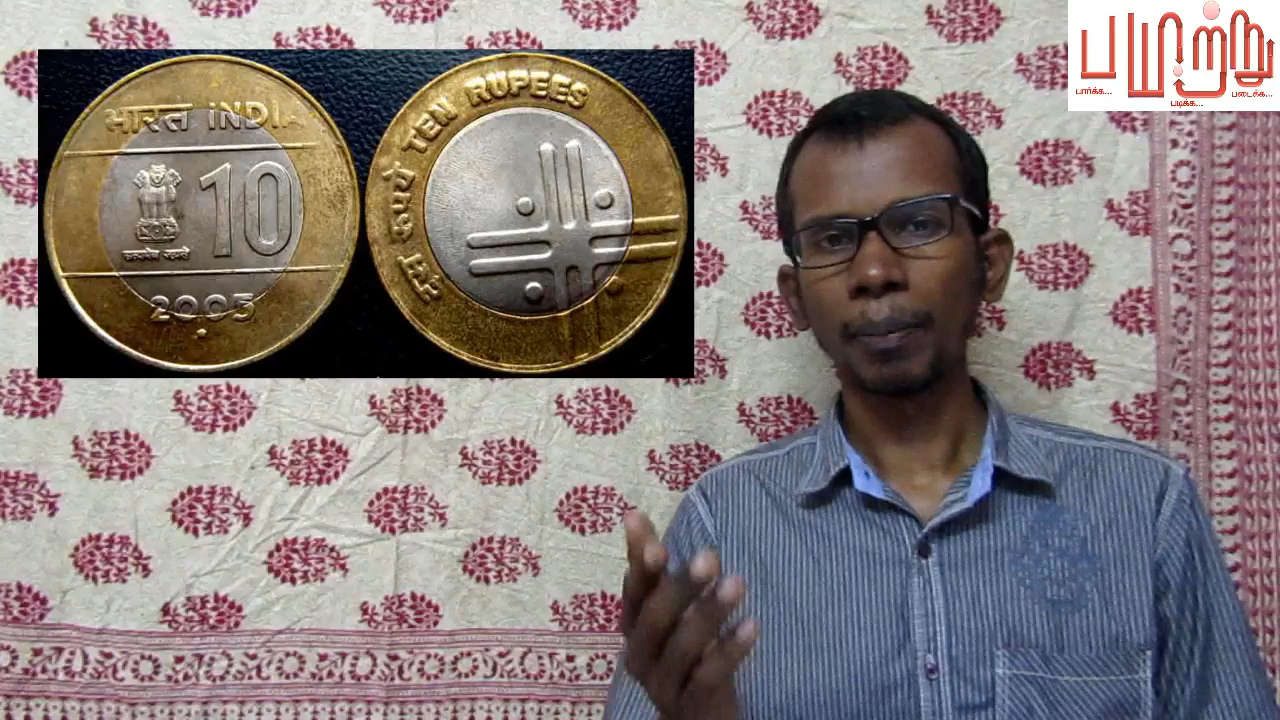 भारत INDIA
10
सत्यमेव जयते
2005
TEN RUPEES
दस रुपये
பயிற்று
பார்க்க...
படிக்க...
படைக்க...